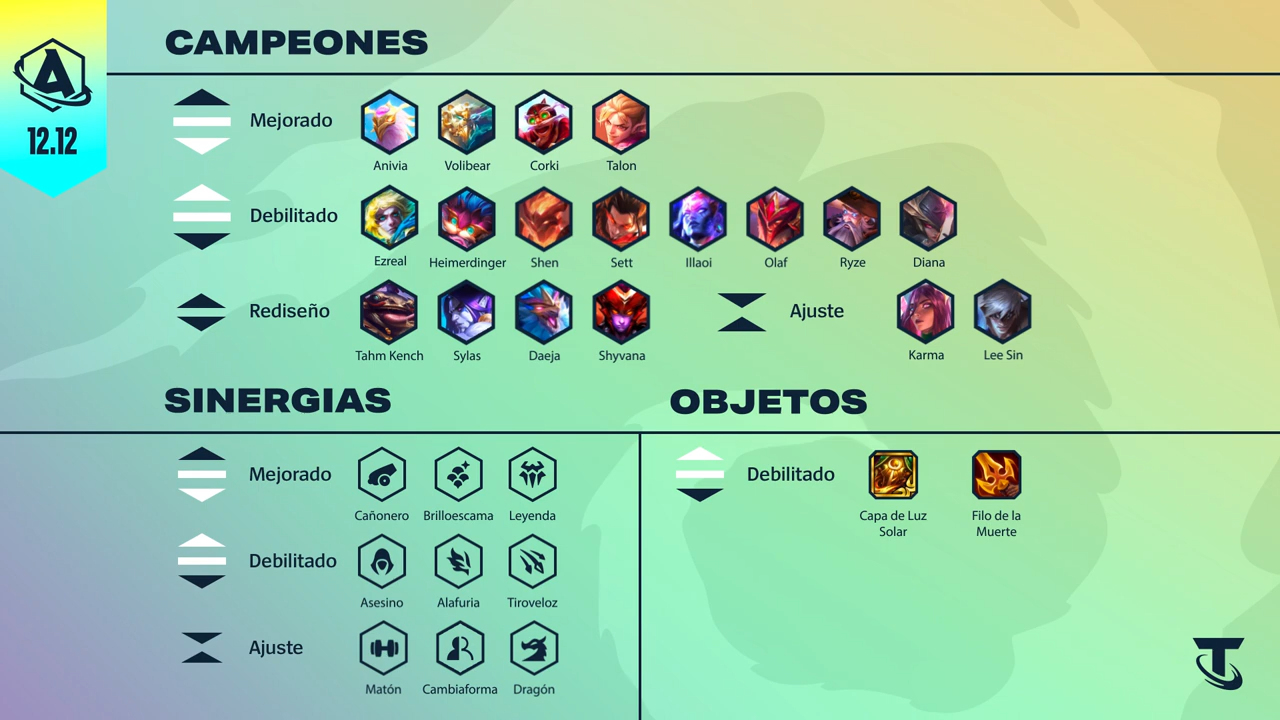 12.12
CAMPEONES
Mejorado
Anivia Volibear Corki Talon
Debilitado
Ezreal Heimerdinger Shen Sett Illaoi Olaf Ryze Diana
Rediseño
Tahm Kench Sylas Daeja Shyvana
Ajuste
Karma Lee Sin
SINERGIAS
Mejorado
Cañonero Brilloescama Leyenda
Debilitado
Asesino Alafuria Tiroveloz
Ajuste
Matón Cambiaforma Dragón
OBJETOS
Debilitado
Capa de Luz
Solar
Filo de la
Muerte